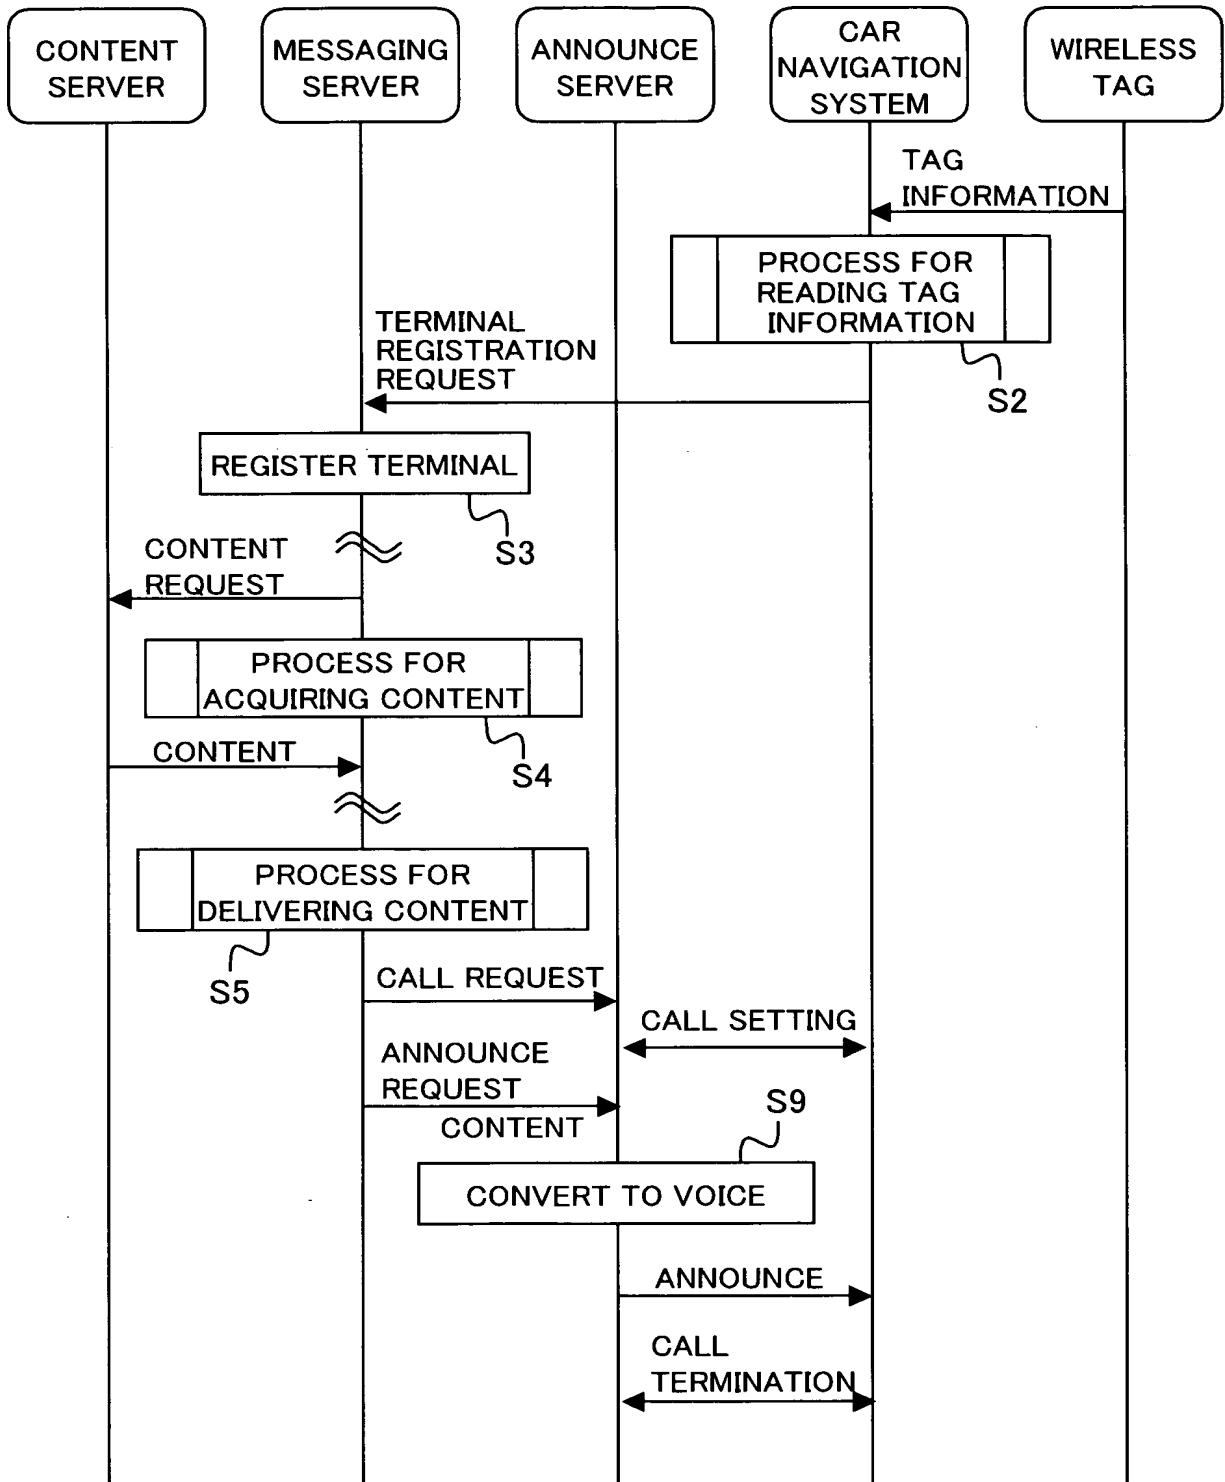 CONTENT
SERVER
MESSAGING
SERVER
ANNOUNCE
SERVER
CAR
NAVIGATION
SYSTEM
WIRELESS
TAG
TAG
INFORMATION
PROCESS FOR
READING TAG
INFORMATION
S2
TERMINAL
REGISTRATION
REQUEST
REGISTER TERMINAL
S3
CONTENT
REQUEST
PROCESS FOR
ACQUIRING CONTENT
S4
CONTENT
PROCESS FOR
DELIVERING CONTENT
S5
CALL REQUEST
CALL SETTING
ANNOUNCE
REQUEST
CONTENT
S9
CONVERT TO VOICE
ANNOUNCE
CALL
TERMINATION